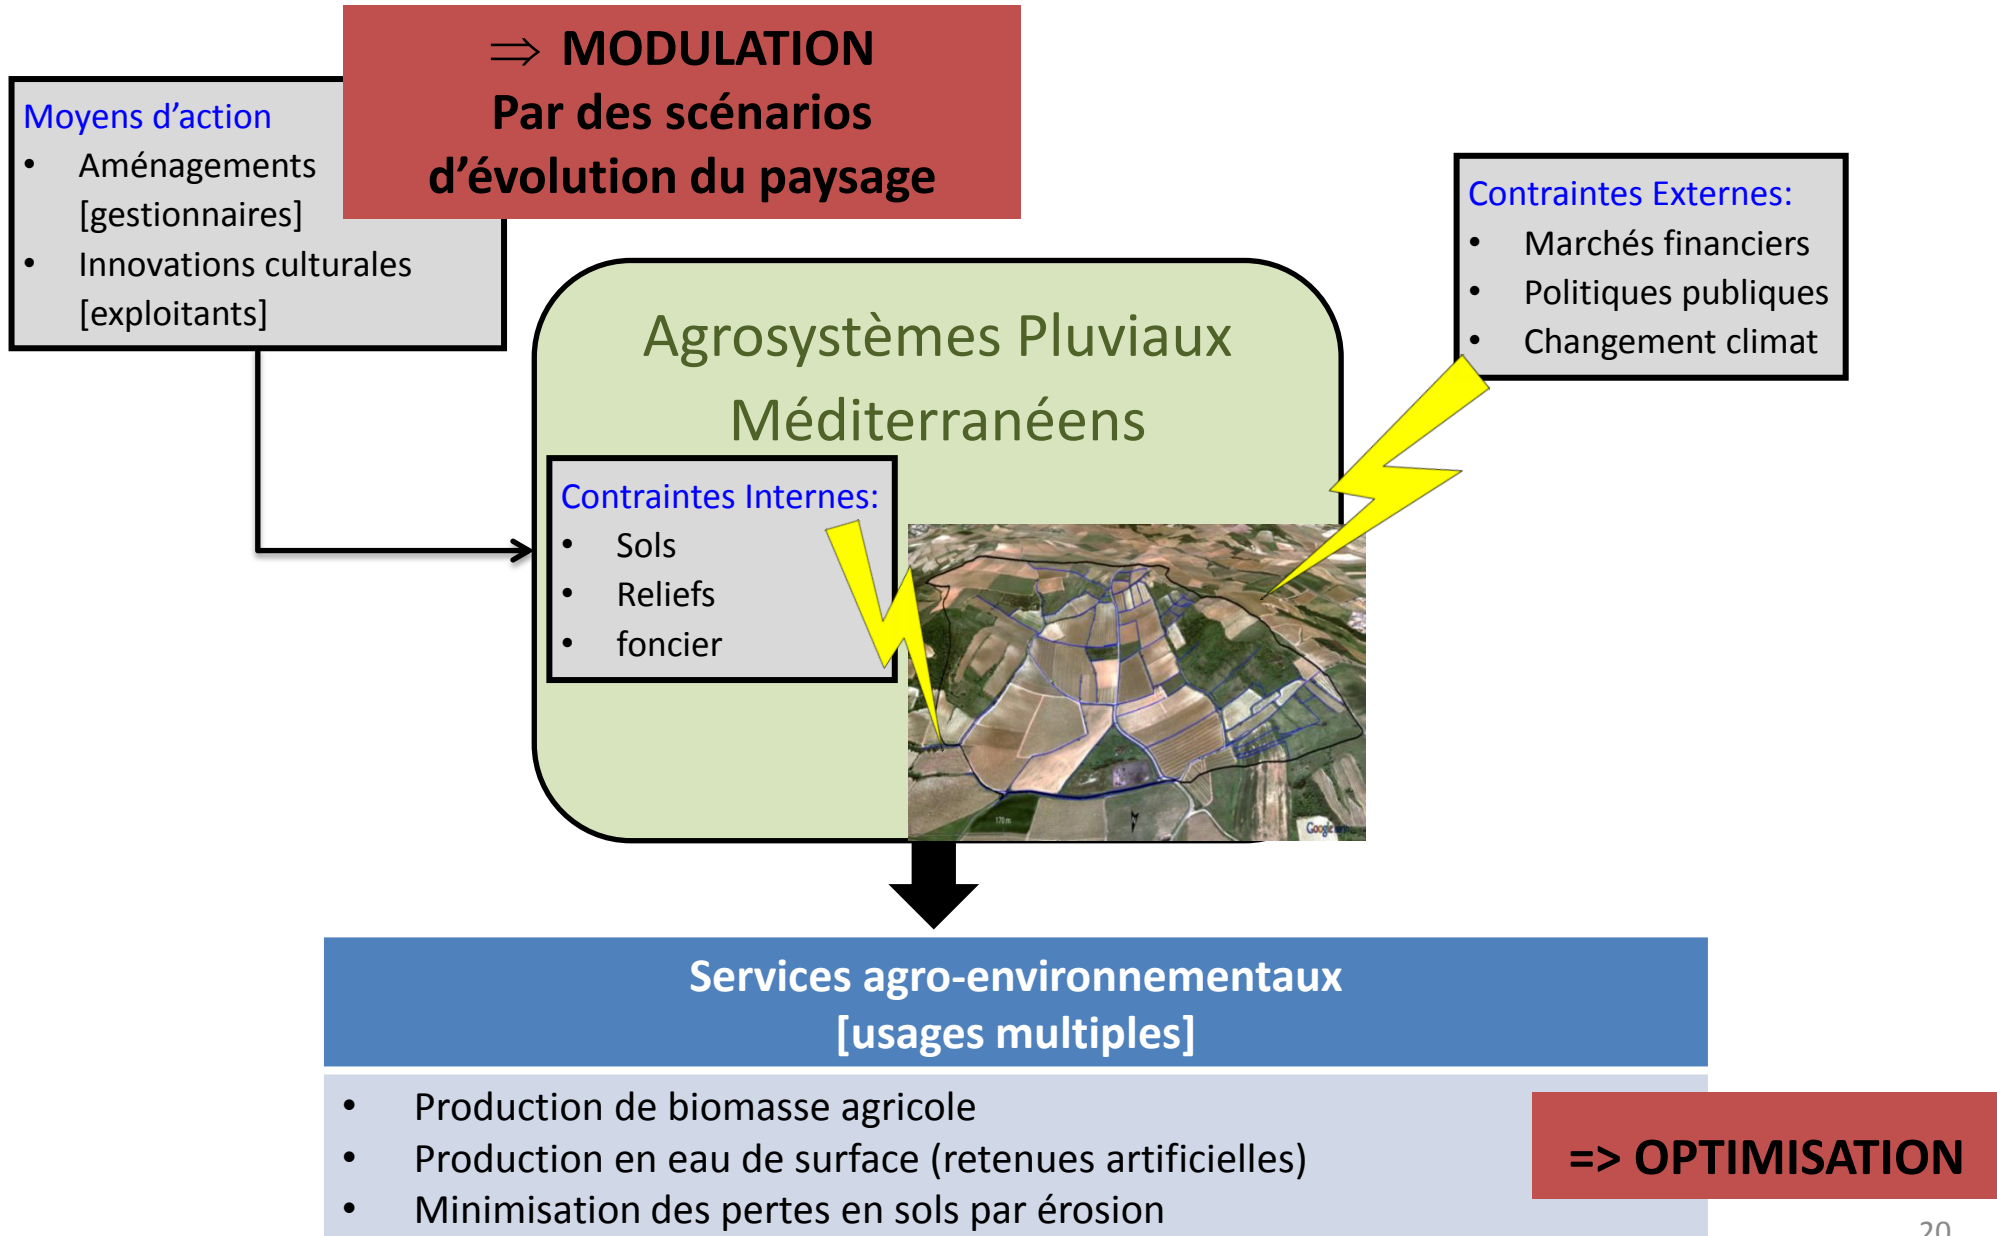 ⇒ MODULATION
Par des scénarios
d'évolution du paysage
Moyens d'action
• Aménagements
[gestionnaires]
• Innovations culturales
[exploitants]
Contraintes Externes:
• Marchés financiers
• Politiques publiques
• Changement climat
Agrosystèmes Pluviaux
Méditerranéens
Contraintes Internes:
• Sols
• Reliefs
• foncier
170 m
Google
Services agro-environnementaux
[usages multiples]
• Production de biomasse agricole
• Production en eau de surface (retenues artificielles)
• Minimisation des pertes en sols par érosion
=> OPTIMISATION
20